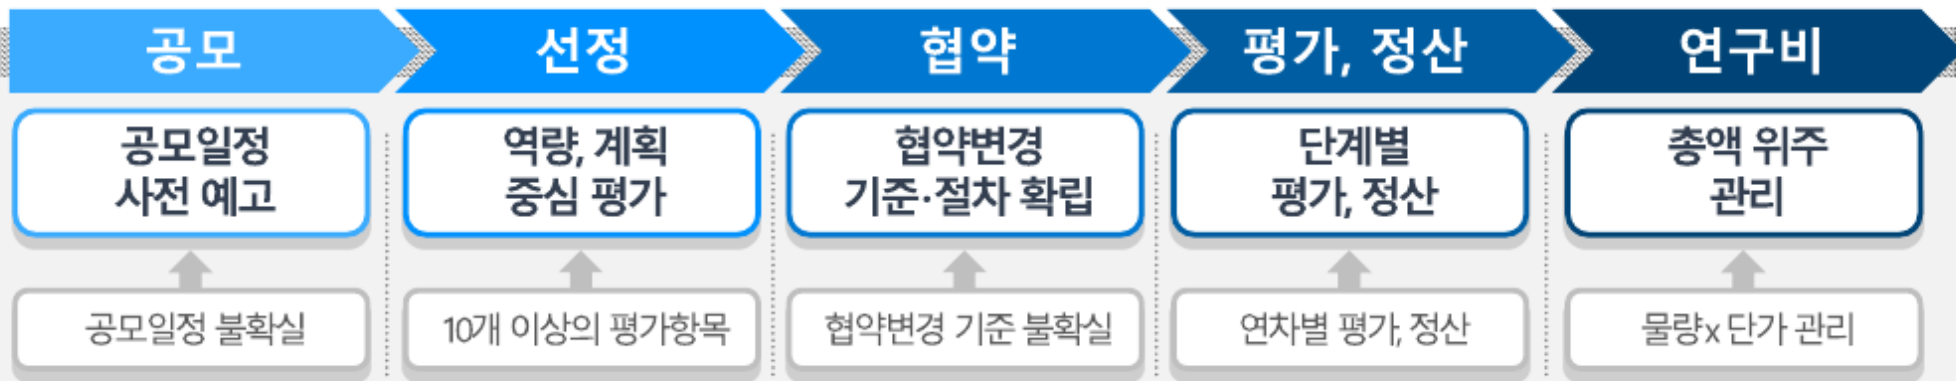 공모
선정
협약
평가, 정산
연구비
공모일정
사전 예고
역량, 계획
중심 평가
협약변경
기준·절차 확립
단계별
평가, 정산
총액 위주
관리
공모일정 불확실
10개 이상의 평가항목
협약변경 기준 불확실
연차별 평가, 정산
물량x 단가 관리